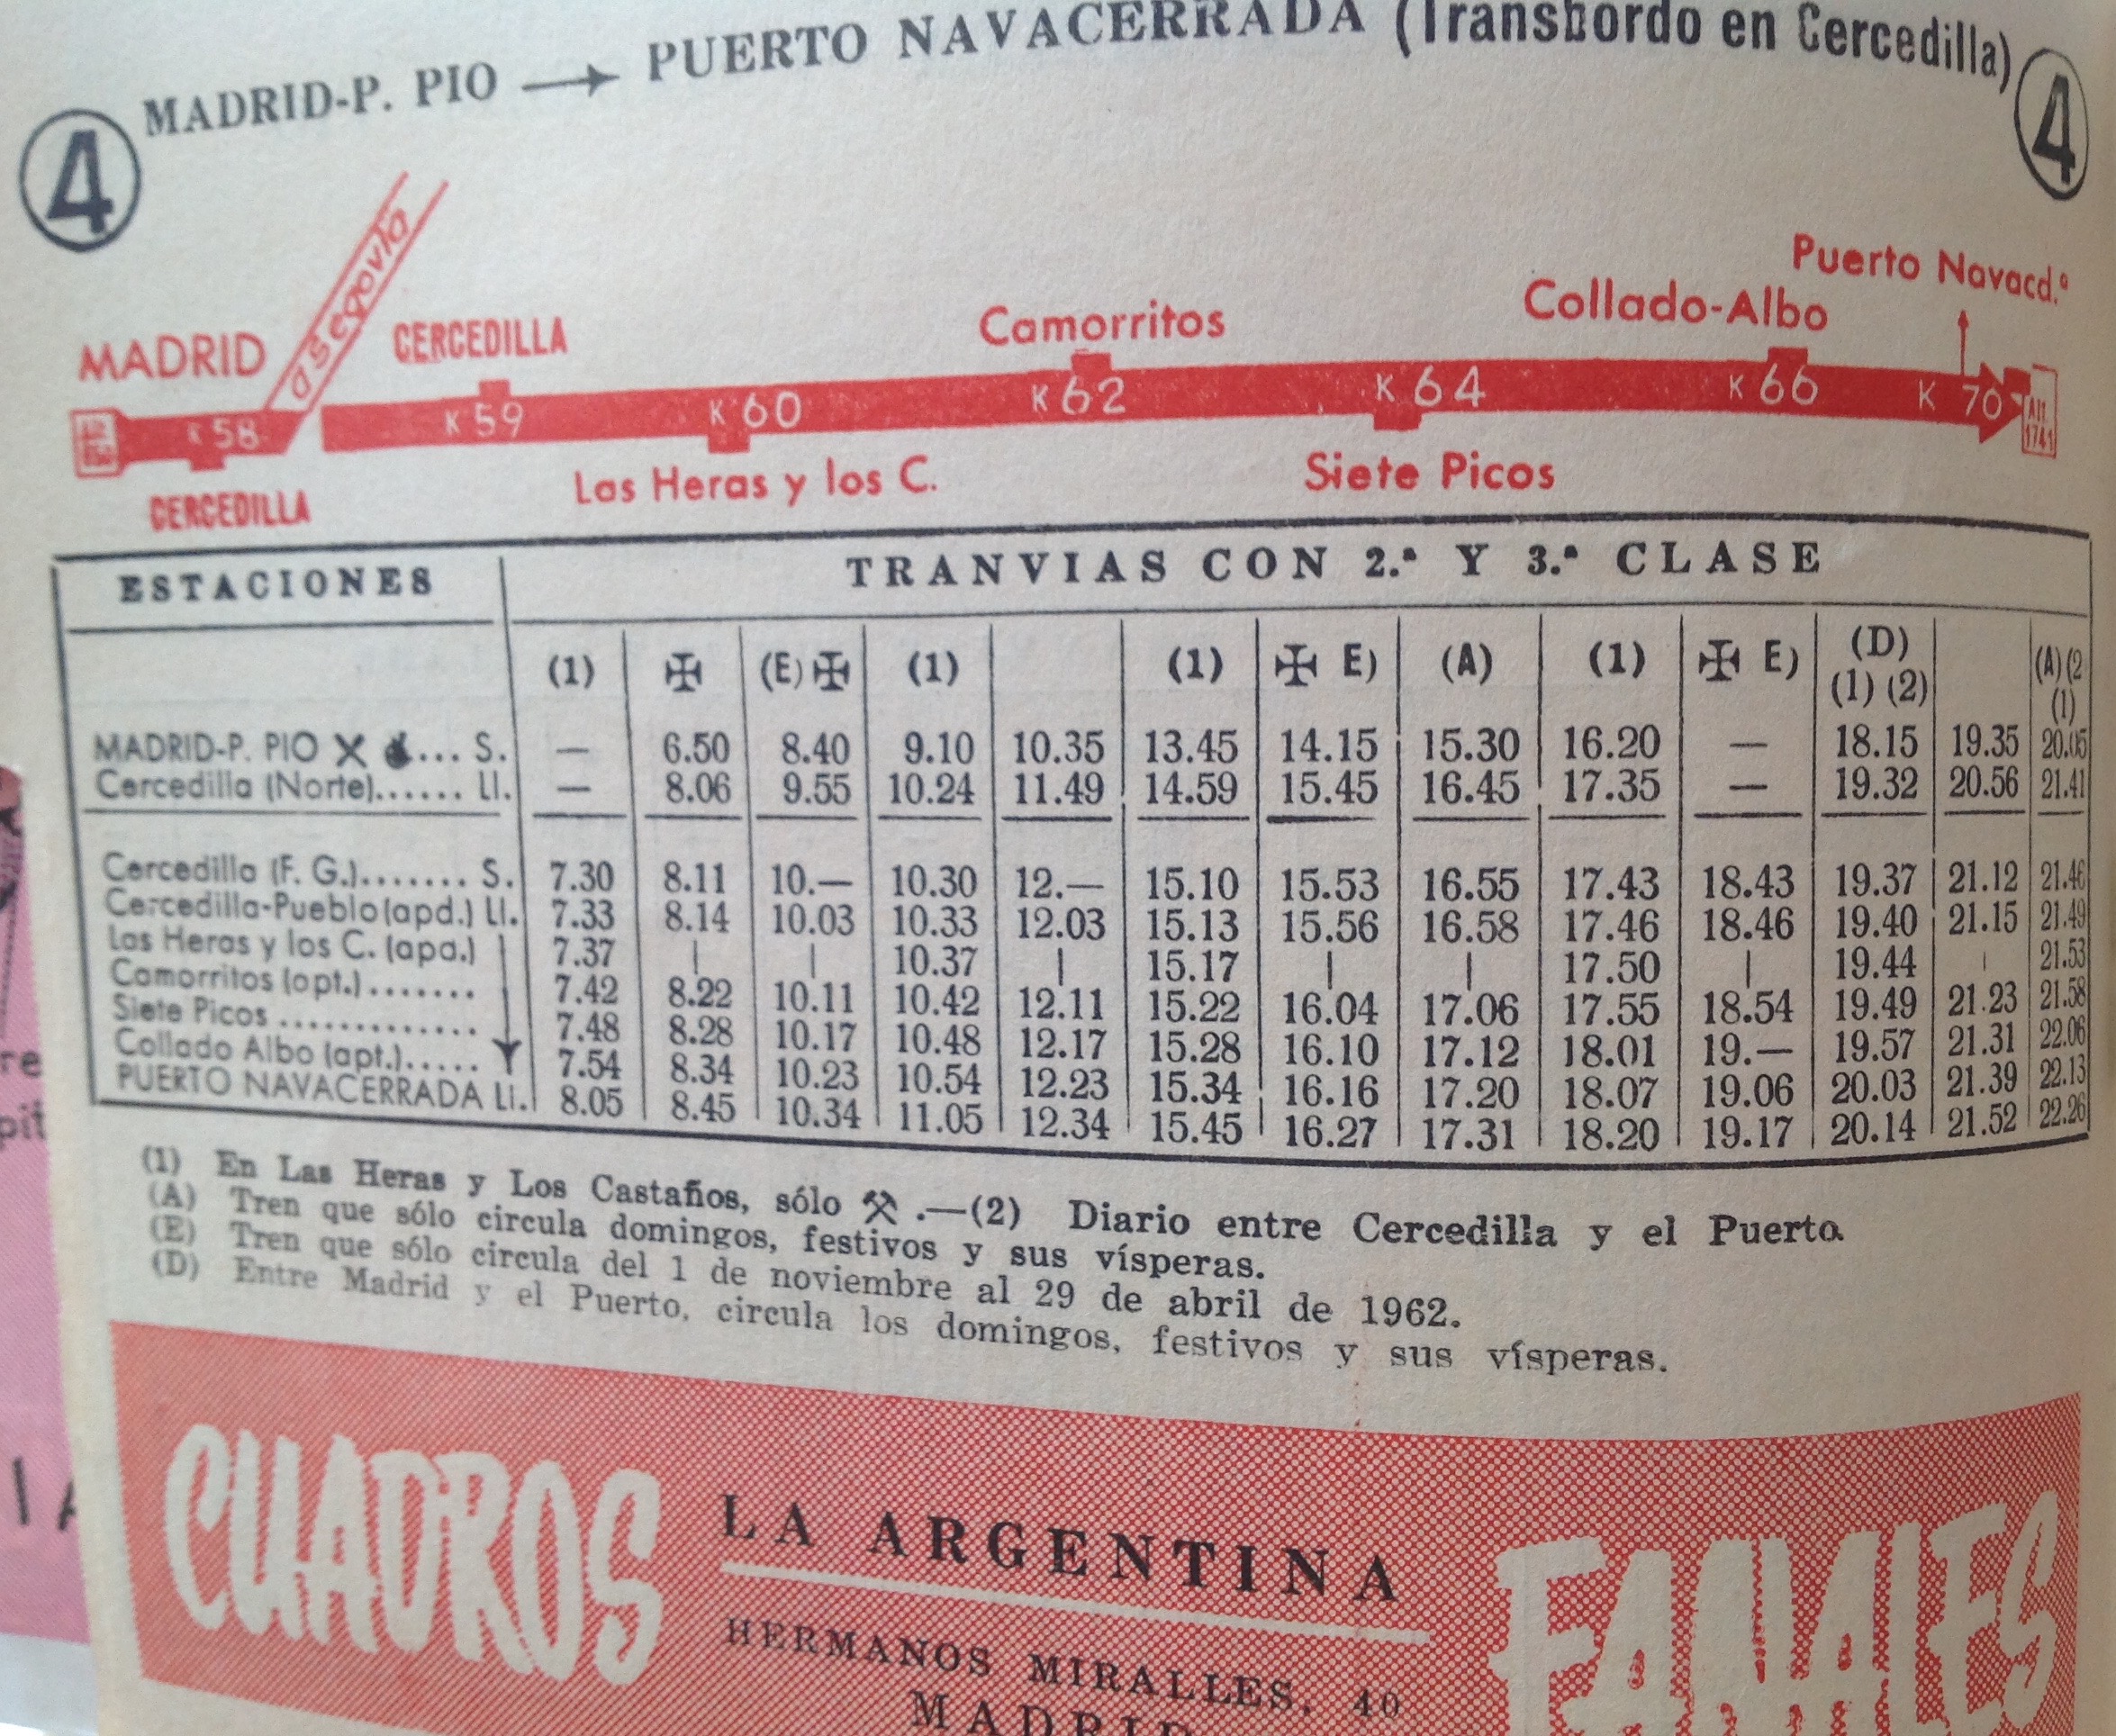 MADRID-P. PIO → PUERTO NAVACERRADA (Transbordo en Cercedilla)
4 4
a Segovia
Puerto Navacd.ª
MADRID CERCEDILLA Camorritos Collado-Albo
K 58 K 59 K 60 K 62 K 64 K 66 K 70 Alt. 1741
CERCEDILLA Las Heras y los C. Siete Picos
ESTACIONES TRANVIAS CON 2.ª Y 3.ª CLASE
(1) ✠ (E) ✠ (1) (1) ✠ E) (A) (1) ✠ E) (D) (1) (2) (A) (2 (1)
MADRID-P. PIO ... S. — 6.50 8.40 9.10 10.35 13.45 14.15 15.30 16.20 — 18.15 19.35 20.05
Cercedilla (Norte)...... Ll. — 8.06 9.55 10.24 11.49 14.59 15.45 16.45 17.35 — 19.32 20.56 21.41
Cercedilla (F. G.)....... S. 7.30 8.11 10.— 10.30 12.— 15.10 15.53 16.55 17.43 18.43 19.37 21.12 21.46
Cercedilla-Pueblo (apd.) Ll. 7.33 8.14 10.03 10.33 12.03 15.13 15.56 16.58 17.46 18.46 19.40 21.15 21.49
Las Heras y los C. (apa.) 7.37 | | 10.37 | 15.17 | | 17.50 | 19.44 | 21.53
Camorritos (opt.)....... 7.42 8.22 10.11 10.42 12.11 15.22 16.04 17.06 17.55 18.54 19.49 21.23 21.58
Siete Picos .............. 7.48 8.28 10.17 10.48 12.17 15.28 16.10 17.12 18.01 19.— 19.57 21.31 22.06
Collado Albo (apt.)..... 7.54 8.34 10.23 10.54 12.23 15.34 16.16 17.20 18.07 19.06 20.03 21.39 22.13
PUERTO NAVACERRADA Ll. 8.05 8.45 10.34 11.05 12.34 15.45 16.27 17.31 18.20 19.17 20.14 21.52 22.26
(1) En Las Heras y Los Castaños, sólo ⚒ .—(2) Diario entre Cercedilla y el Puerto.
(A) Tren que sólo circula domingos, festivos y sus vísperas.
(E) Tren que sólo circula del 1 de noviembre al 29 de abril de 1962.
(D) Entre Madrid y el Puerto, circula los domingos, festivos y sus vísperas.
CUADROS LA ARGENTINA FANALES
HERMANOS MIRALLES, 40
MADRID